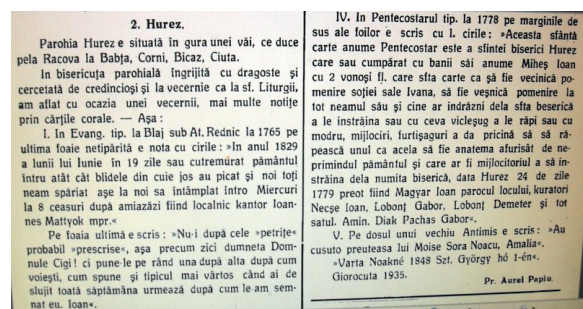 2. Hurez.
Parohia Hurez e situată în gura unei văi, ce duce
pela Racova la Babța, Corni, Bicaz, Ciuta.
In bisericuța parohială îngrijită cu dragoste și
cercetată de credincioși la vecernie ca la sf. Liturgii,
am aflat cu ocazia unei vecernii, mai multe notițe
prin cărțile corale. — Așa :
I. In Evang. tip. la Blaj sub At. Rednic la 1765 pe
ultima foaie netipărită e nota cu cirile : »In anul 1829
a lunii lui Iunie în 19 zile sau cutremurat pământul
întru atât cât blidele din cuie jos au picat și noi toți
neam spăriat așe la noi sa întâmplat întro Miercuri
la 8 ceasuri după amiazăzi fiind localnic kantor Ioan-
nes Mattyok mpr.«
Pe foaia ultimă e scris : »Nu-i după cele »petrițe«
probabil »prescrise«, așa precum zici dumneta Dom-
nule Cigi! ci pune-le pe rând una după alta după cum
voiești, cum spune și tipicul mai vârtos când ai de
slujit toată săptămâna urmează după cum le-am sem-
nat eu. Ioan«.
IV. In Pentecostarul tip. la 1778 pe marginile de
sus ale foilor e scris cu l. cirile : »Aceasta sfântă
carte anume Pentecostar este a sfintei biserici Hurez
care sau cumpărat cu banii săi anume Miheș Ioan
cu 2 vonoși fl. care sfta carte ca să fie vecinică po-
menire soției sale Ivana, să fie veșnică pomenire la
tot neamul său și cine ar indrăzni dela sfta beserică
a le instrăina sau cu ceva vicleșug a le răpi sau cu
modru, mijlociri, furtișaguri a da pricină să să ră-
pească unul ca acela să fie anatema afurisât de ne-
primindul pământul și care ar fi mijlocitoriul a să in-
străina dela numita biserică, data Hurez 24 de zile
1779 preot fiind Magyar Ioan parocul locului, kuratori
Necșe Ioan, Lobonț Gabor, Lobonț Demeter și tot
satul. Amin. Diak Pachas Gabor«.
V. Pe dosul unui vechiu Antimis e scris : »Au
cusuto preuteasa lui Moise Sora Noacu, Amalia«.
»Varta Noakné 1848 Szt. György hó 1-én«.
Giorocuta 1935.
Pr. Aurel Papiu.